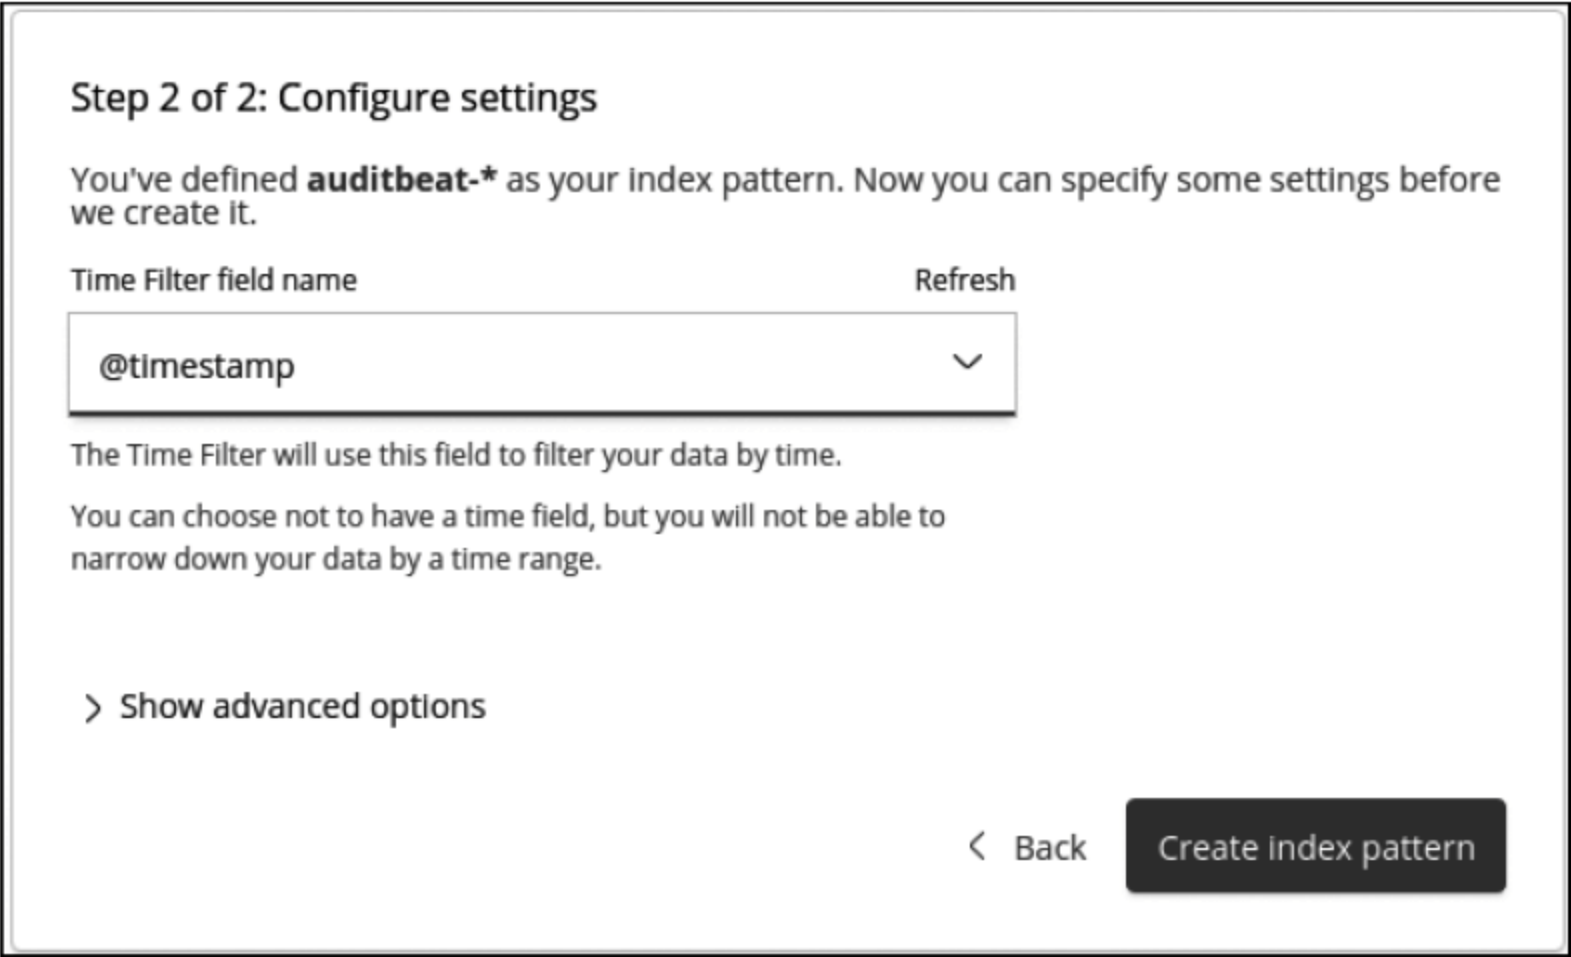 Step 2 of 2: Configure settings
You've defined auditbeat-* as your index pattern. Now you can specify some settings before
we create it.
Time Filter field name Refresh
@timestamp
The Time Filter will use this field to filter your data by time.
You can choose not to have a time field, but you will not be able to
narrow down your data by a time range.
Show advanced options
Back Create index pattern